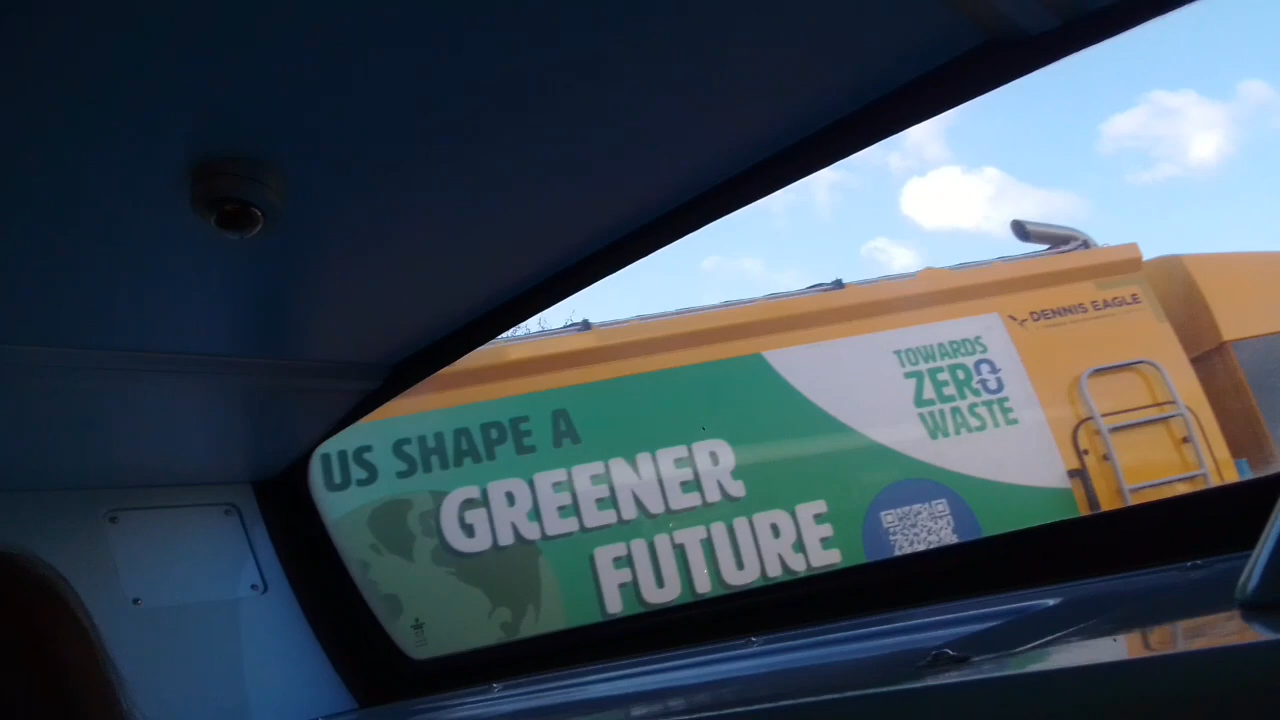 DENNIS EAGLE
TOWARDS
ZERO
WASTE
US SHAPE A
GREENER
FUTURE